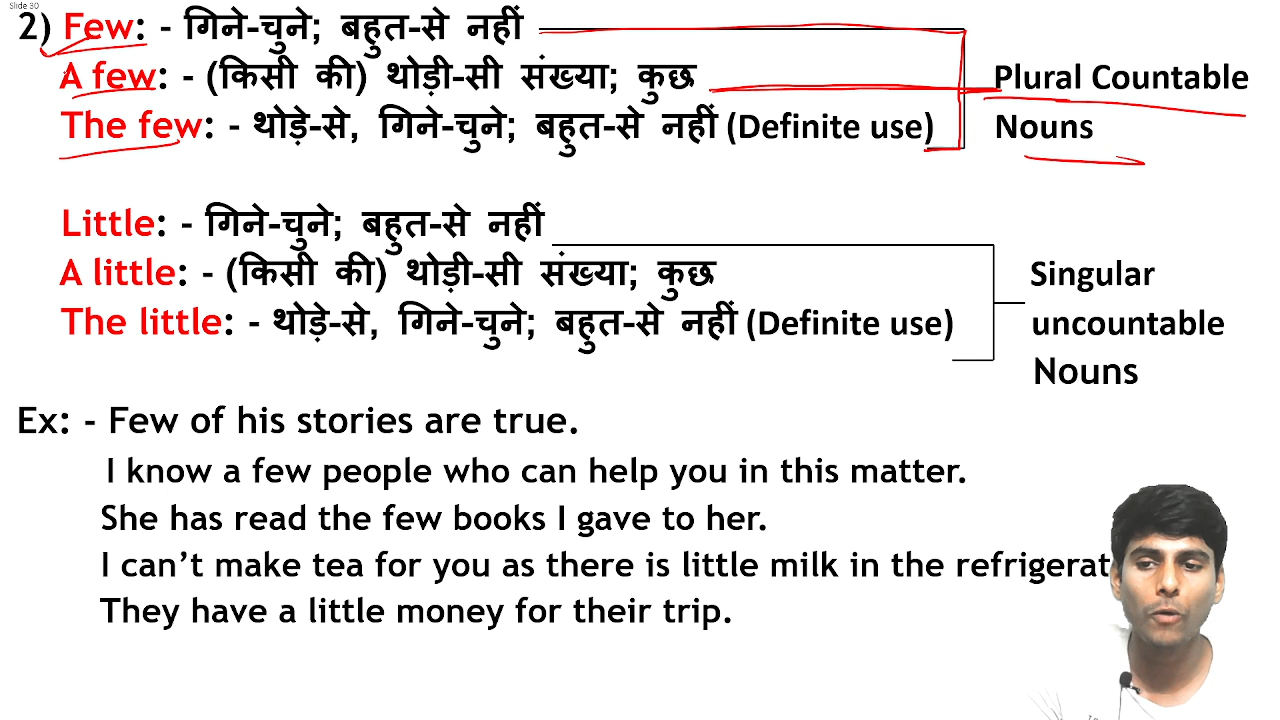 Slide 30
2) Few: - गिने-चुने; बहुत-से नहीं
A few: - (किसी की) थोड़ी-सी संख्या; कुछ Plural Countable
The few: - थोड़े-से, गिने-चुने; बहुत-से नहीं (Definite use) Nouns
Little: - गिने-चुने; बहुत-से नहीं
A little: - (किसी की) थोड़ी-सी संख्या; कुछ Singular
The little: - थोड़े-से, गिने-चुने; बहुत-से नहीं (Definite use) uncountable
Nouns
Ex: - Few of his stories are true.
I know a few people who can help you in this matter.
She has read the few books I gave to her.
I can’t make tea for you as there is little milk in the refrigerat
They have a little money for their trip.